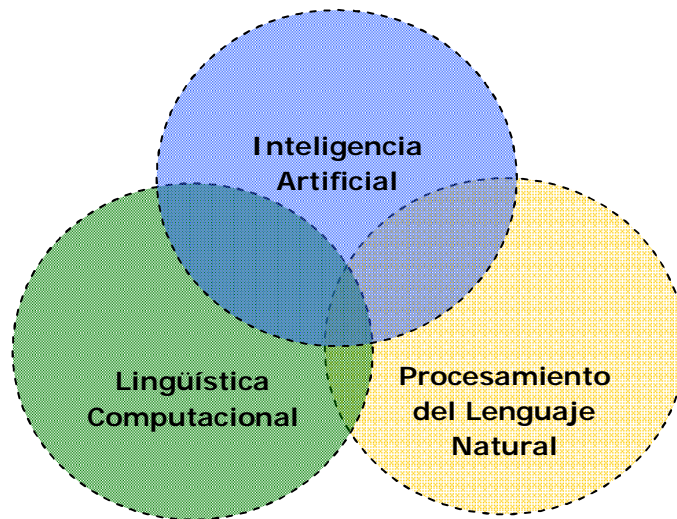 Inteligencia
Artificial
Lingüística
Computacional
Procesamiento
del Lenguaje
Natural